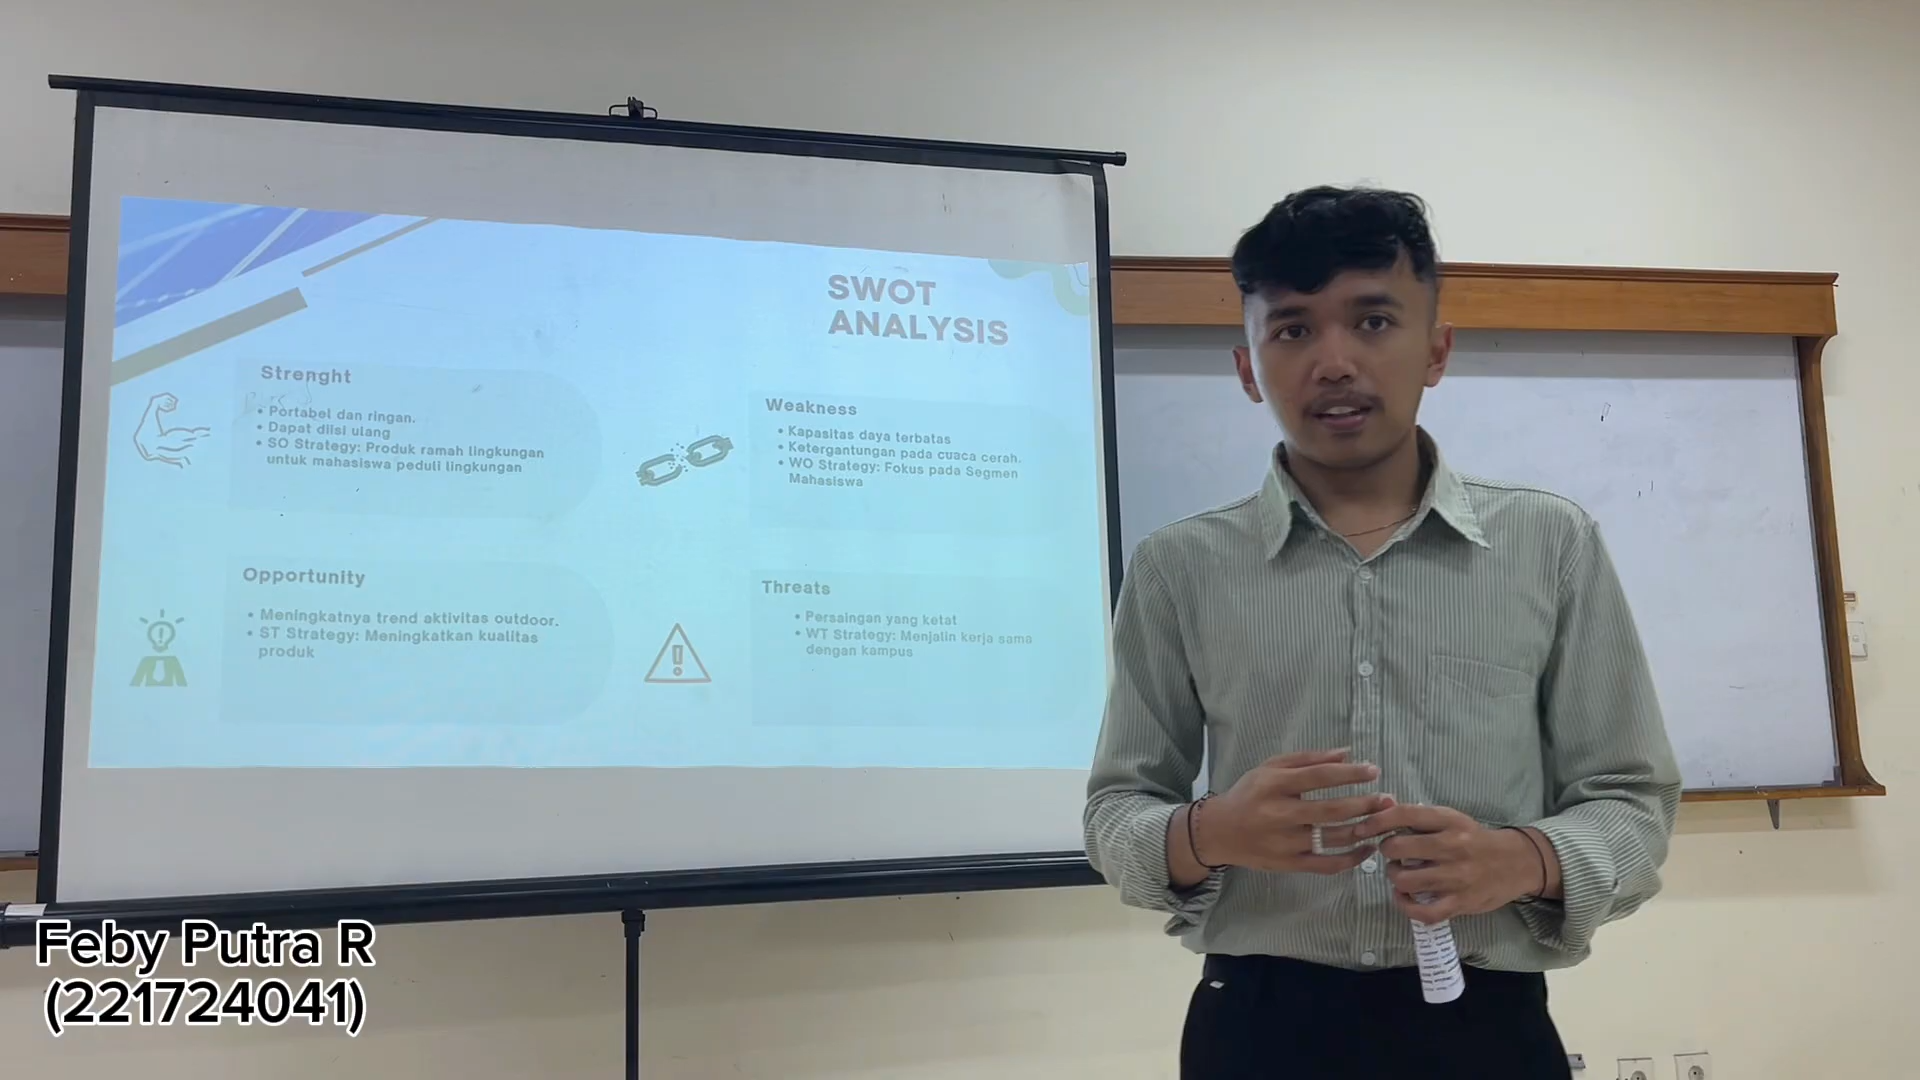 SWOT
ANALYSIS
Strenght
• Portabel dan ringan.
• Dapat diisi ulang
• SO Strategy: Produk ramah lingkungan
untuk mahasiswa peduli lingkungan
Weakness
• Kapasitas daya terbatas
• Ketergantungan pada cuaca cerah.
• WO Strategy: Fokus pada Segmen
Mahasiswa
Opportunity
• Meningkatnya trend aktivitas outdoor.
• ST Strategy: Meningkatkan kualitas
produk
Threats
• Persaingan yang ketat
• WT Strategy: Menjalin kerja sama
dengan kampus
Feby Putra R
(221724041)